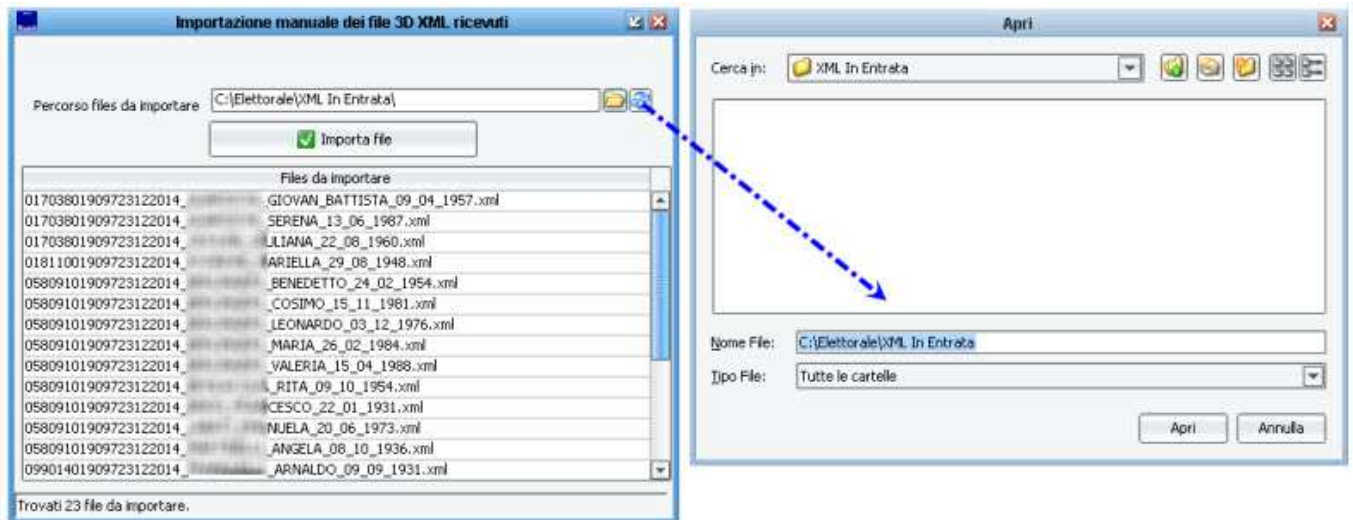 Importazione manuale dei file 3D XML ricevuti
Percorso files da importare C:\Elettorale\XML In Entrata\
Importa file
Files da importare
01703801909723122014_ _GIOVAN_BATTISTA_09_04_1957.xml
01703801909723122014_ SERENA_13_06_1987.xml
01703801909723122014_ ULIANA_22_08_1960.xml
01811001909723122014_ ARIELLA_29_08_1948.xml
05809101909723122014_ _BENEDETTO_24_02_1954.xml
05809101909723122014_ _COSIMO_15_11_1981.xml
05809101909723122014_ _LEONARDO_03_12_1976.xml
05809101909723122014_ _MARIA_26_02_1984.xml
05809101909723122014_ _VALERIA_15_04_1988.xml
05809101909723122014_ _RITA_09_10_1954.xml
05809101909723122014_ CESCO_22_01_1931.xml
05809101909723122014_ NUELA_20_06_1973.xml
05809101909723122014_ _ANGELA_08_10_1936.xml
09901401909723122014_ _ARNALDO_09_09_1931.xml
Trovati 23 file da importare.
Apri
Cerca in: XML In Entrata
Nome File: C:\Elettorale\XML In Entrata
Tipo File: Tutte le cartelle
Apri Annulla